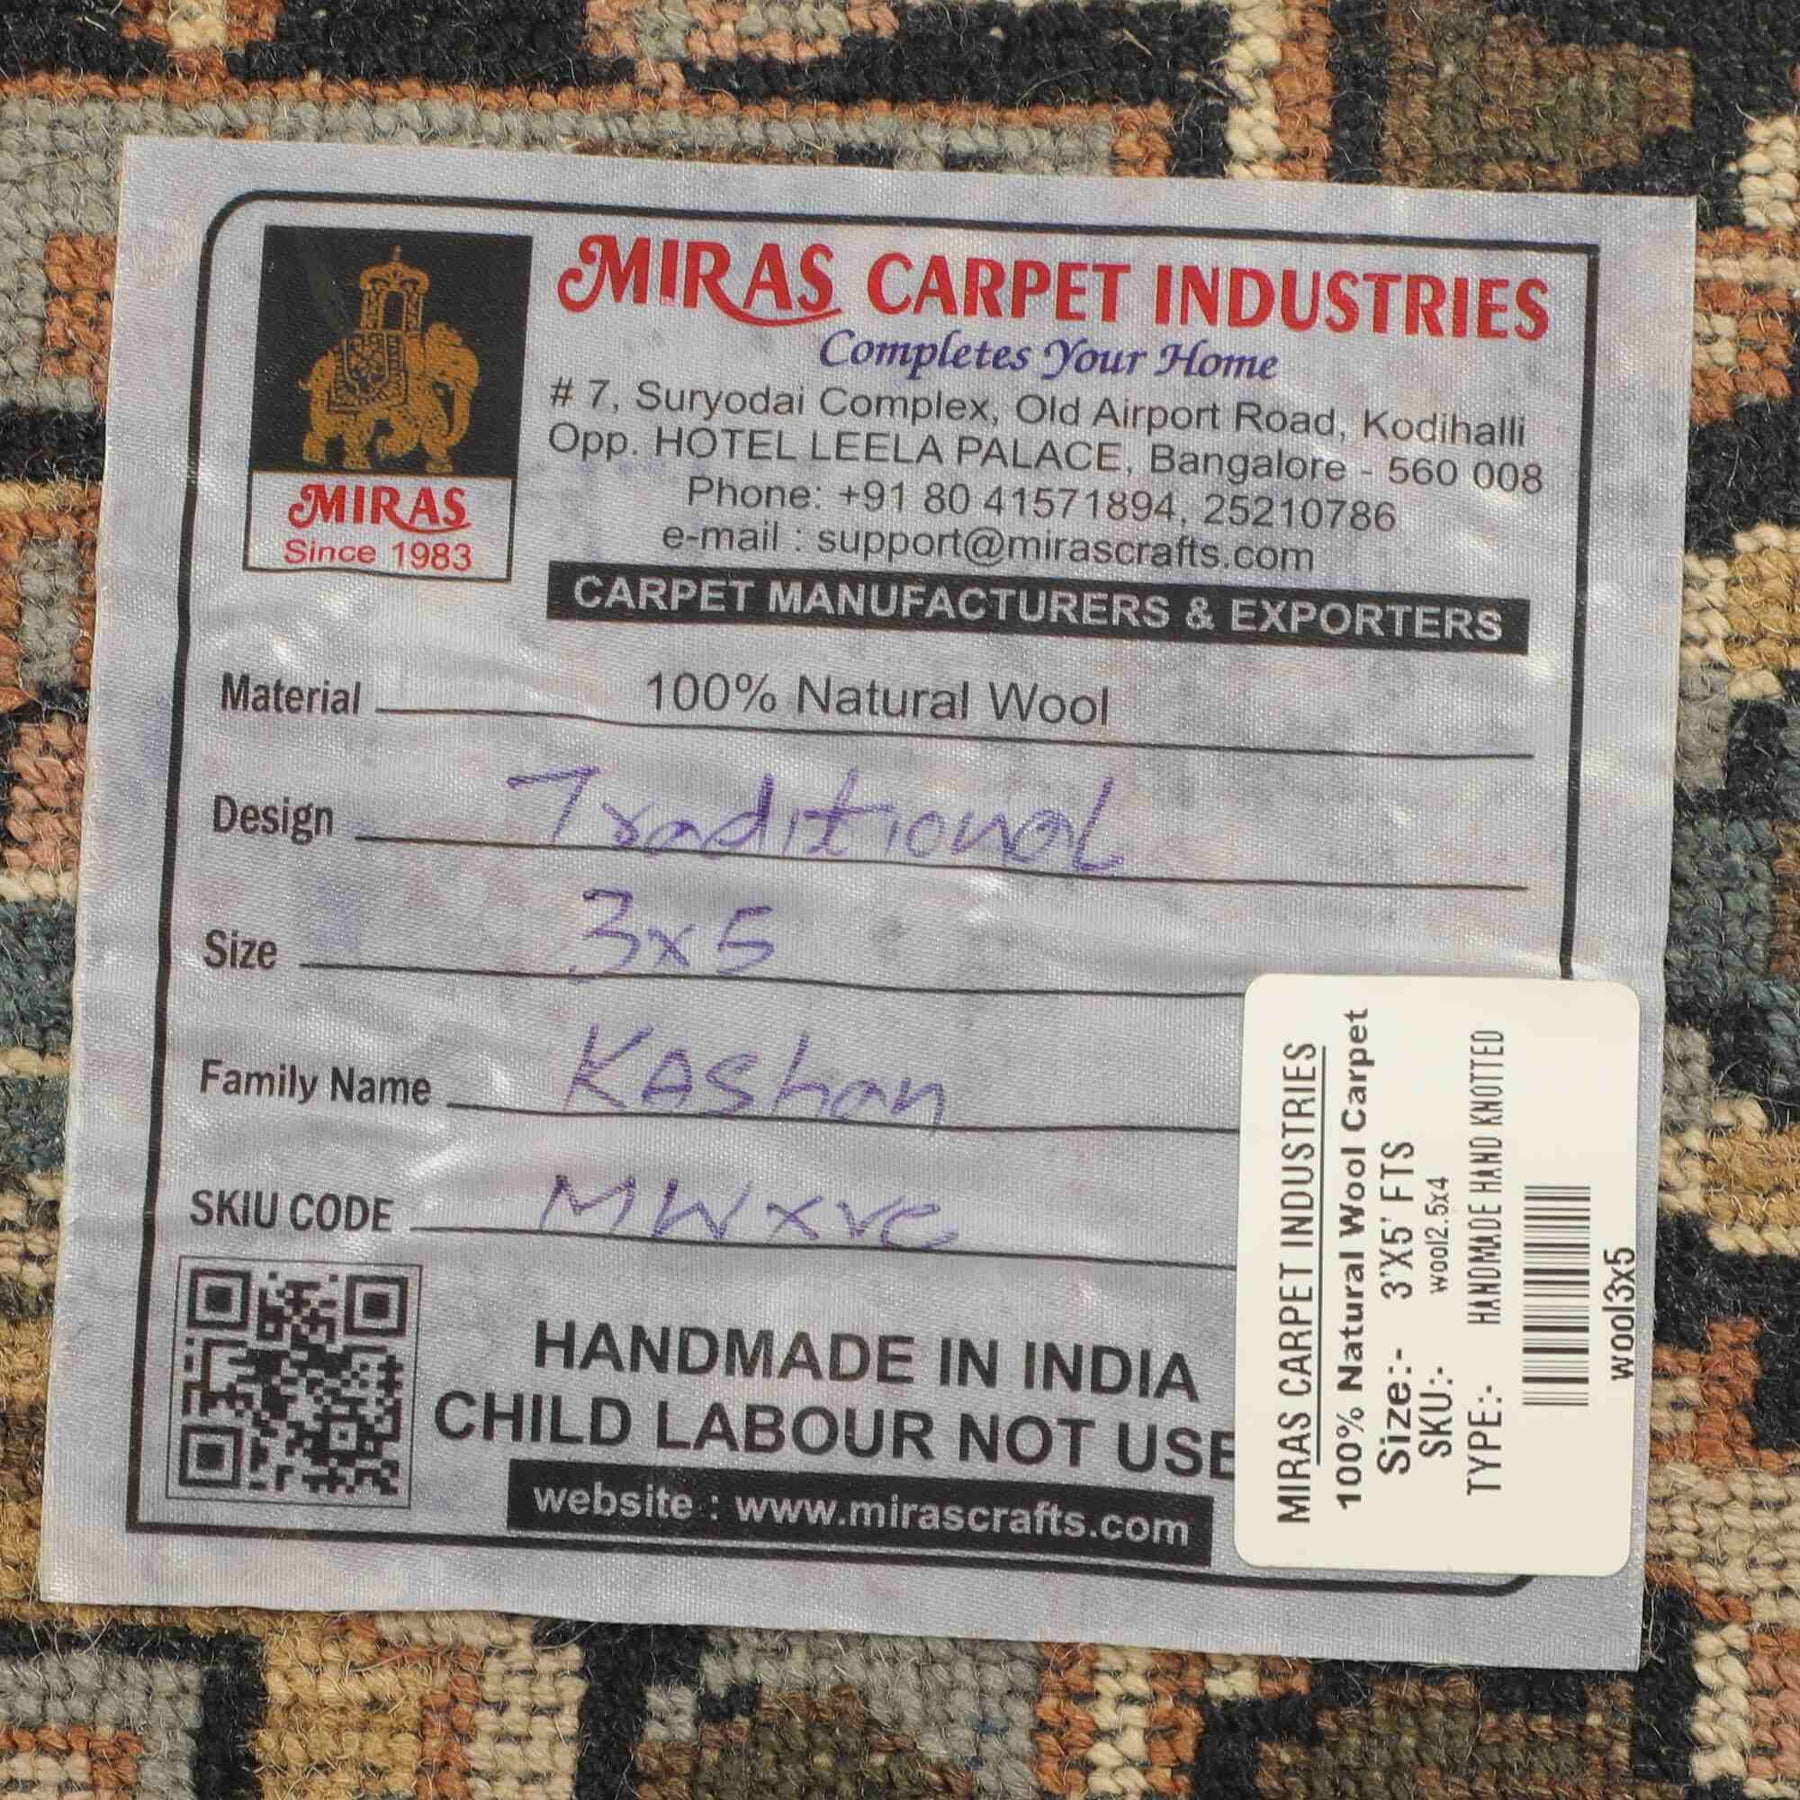 MIRAS CARPET INDUSTRIES
Completes Your Home
# 7, Suryodai Complex, Old Airport Road, Kodihalli
Opp. HOTEL LEELA PALACE, Bangalore - 560 008
Phone: +91 80 41571894, 25210786
e-mail : support@mirascrafts.com
MIRAS
Since 1983
CARPET MANUFACTURERS & EXPORTERS
Material 100% Natural Wool
Design Traditional
Size 3x5
Family Name KAShan
SKIU CODE MWxvc
HANDMADE IN INDIA
CHILD LABOUR NOT USE
website : www.mirascrafts.com
MIRAS CARPET INDUSTRIES
100% Natural Wool Carpet
Size:- 3'X5' FTS
SKU:- wool2.5x4
TYPE:- HANDMADE HAND KNOTTED
wool3x5